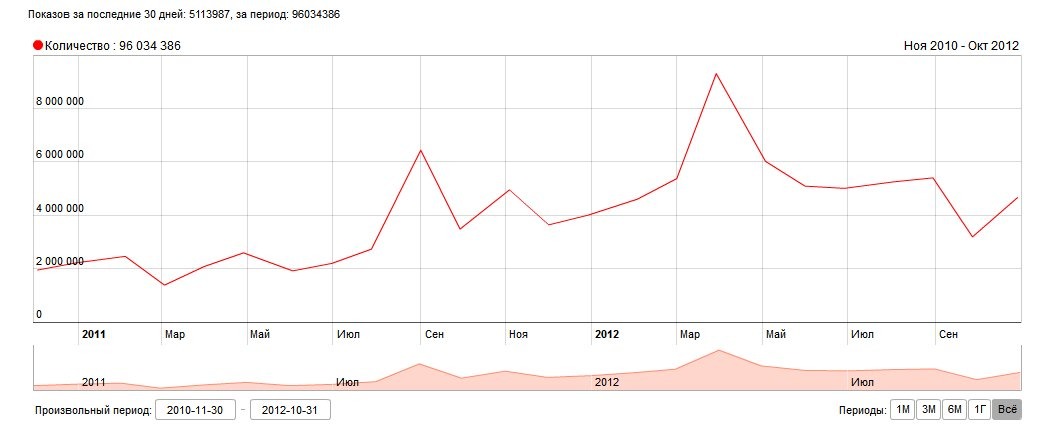 Показов за последние 30 дней: 5113987, за период: 96034386
Количество : 96 034 386 Ноя 2010 - Окт 2012
8 000 000
6 000 000
4 000 000
2 000 000
0
2011 Мар Май Июл Сен Ноя 2012 Мар Май Июл Сен
2011 Июл 2012 Июл
Произвольный период: 2010-11-30 - 2012-10-31 Периоды: 1М 3М 6М 1Г Всё